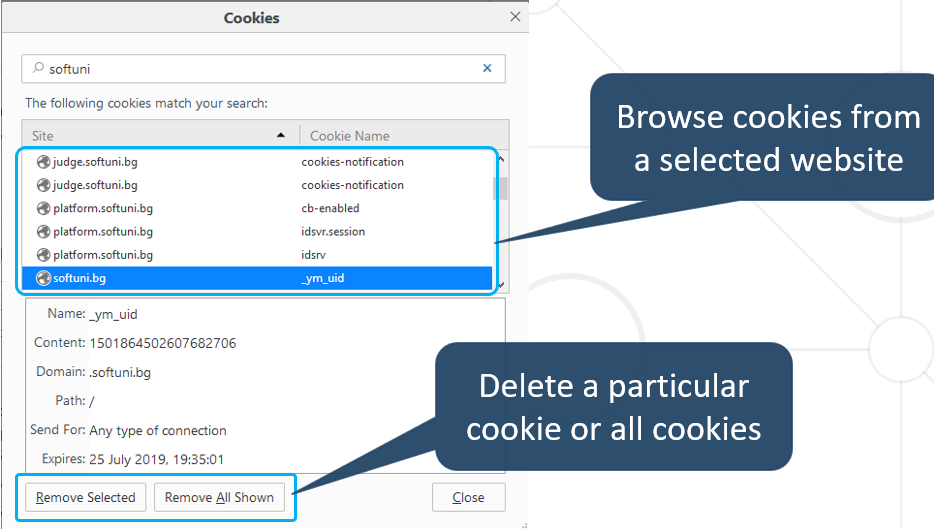 Cookies
softuni
The following cookies match your search:
Site Cookie Name
judge.softuni.bg cookies-notification
judge.softuni.bg cookies-notification
platform.softuni.bg cb-enabled
platform.softuni.bg idsvr.session
platform.softuni.bg idsrv
softuni.bg _ym_uid
Name: _ym_uid
Content: 1501864502607682706
Domain: .softuni.bg
Path: /
Send For: Any type of connection
Expires: 25 July 2019, 19:35:01
Remove Selected Remove All Shown Close
Browse cookies from
a selected website
Delete a particular
cookie or all cookies